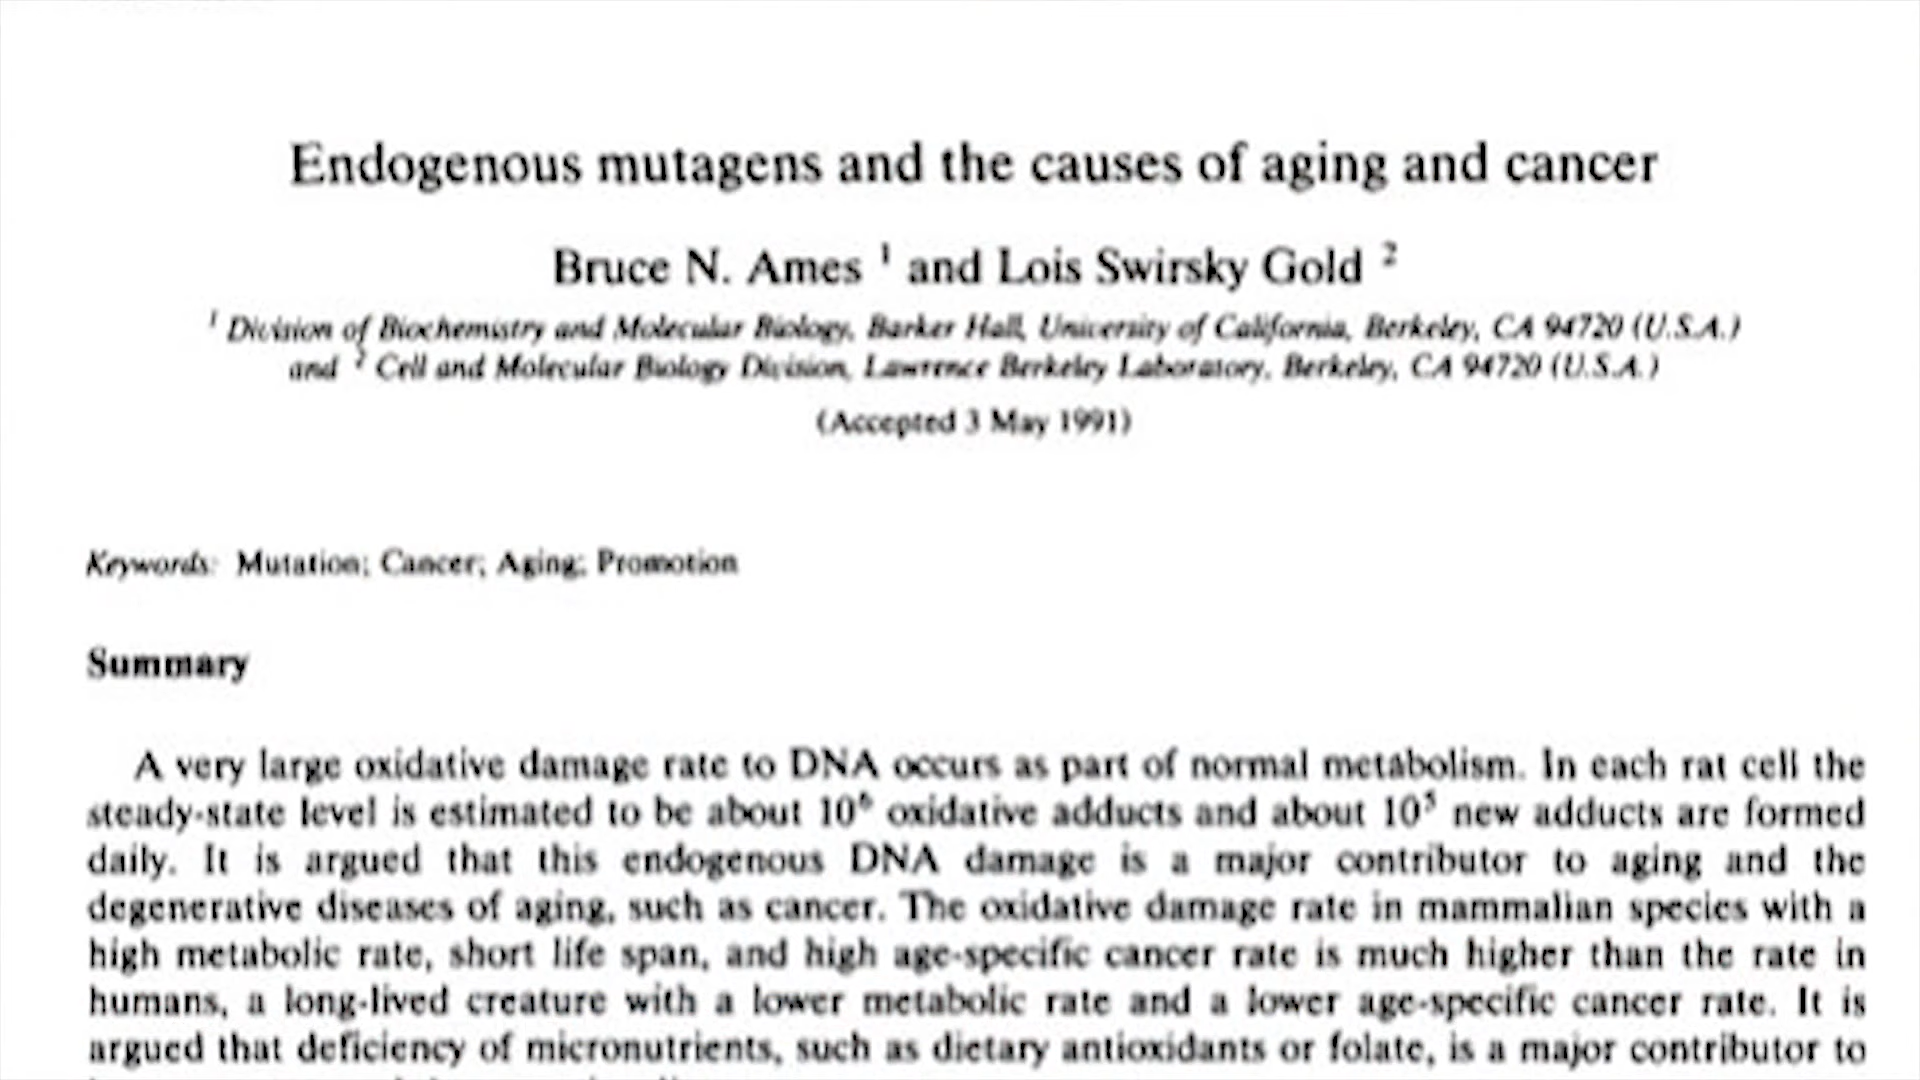 Endogenous mutagens and the causes of aging and cancer
Bruce N. Ames ¹ and Lois Swirsky Gold ²
¹ Division of Biochemistry and Molecular Biology, Barker Hall, University of California, Berkeley, CA 94720 (U.S.A.)
and ² Cell and Molecular Biology Division, Lawrence Berkeley Laboratory, Berkeley, CA 94720 (U.S.A.)
(Accepted 3 May 1991)
Keywords: Mutation; Cancer; Aging; Promotion
Summary
A very large oxidative damage rate to DNA occurs as part of normal metabolism. In each rat cell the
steady-state level is estimated to be about 10⁶ oxidative adducts and about 10⁵ new adducts are formed
daily. It is argued that this endogenous DNA damage is a major contributor to aging and the
degenerative diseases of aging, such as cancer. The oxidative damage rate in mammalian species with a
high metabolic rate, short life span, and high age-specific cancer rate is much higher than the rate in
humans, a long-lived creature with a lower metabolic rate and a lower age-specific cancer rate. It is
argued that deficiency of micronutrients, such as dietary antioxidants or folate, is a major contributor to